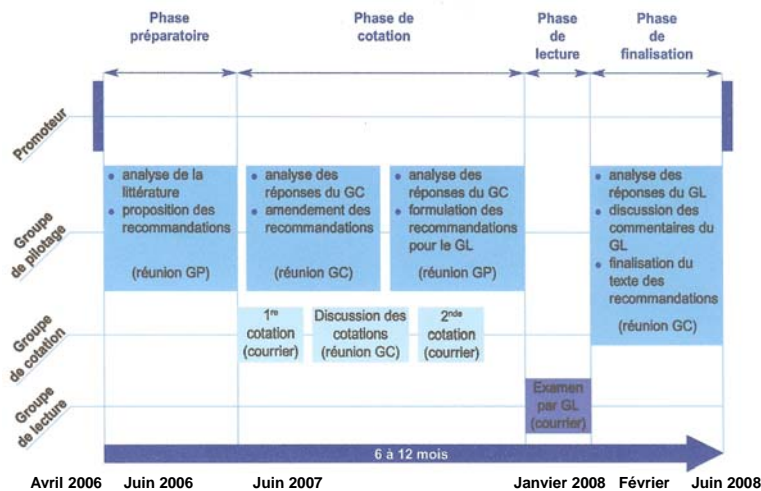 Phase
préparatoire
Phase de
cotation
Phase
de
lecture
Phase
de
finalisation
Promoteur
Groupe
de pilotage
• analyse de la
littérature
• proposition des
recommandations
(réunion GP)
• analyse des
réponses du GC
• amendement des
recommandations
(réunion GC)
• analyse des
réponses du GC
• formulation des
recommandations
pour le GL
(réunion GP)
• analyse des
réponses du GL
• discussion des
commentaires du
GL
• finalisation du
texte des
recommandations
(réunion GC)
Groupe
de cotation
1re
cotation
(courrier)
Discussion des
cotations
(réunion GC)
2nde
cotation
(courrier)
Groupe
de lecture
Examen
par GL
(courrier)
6 à 12 mois
Avril 2006 Juin 2006 Juin 2007 Janvier 2008 Février Juin 2008